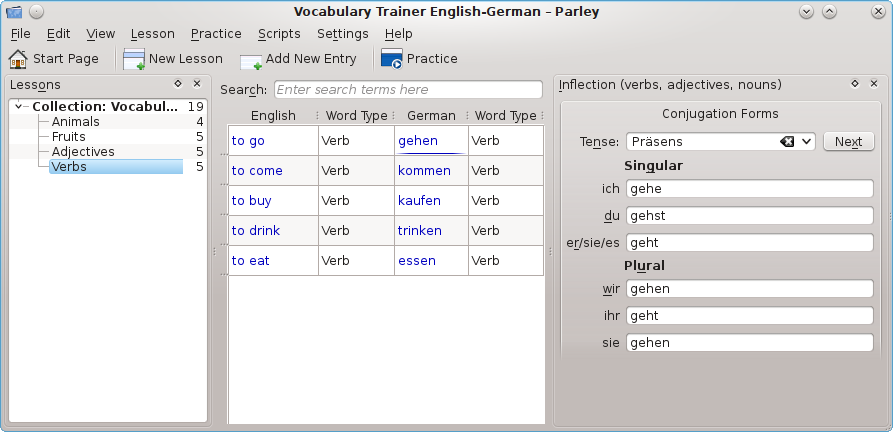 Vocabulary Trainer English-German – Parley
File Edit View Lesson Practice Scripts Settings Help
Start Page New Lesson Add New Entry Practice
Lessons
Collection: Vocabul... 19
Animals 4
Fruits 5
Adjectives 5
Verbs 5
Search: Enter search terms here
English Word Type German Word Type
to go Verb gehen Verb
to come Verb kommen Verb
to buy Verb kaufen Verb
to drink Verb trinken Verb
to eat Verb essen Verb
Inflection (verbs, adjectives, nouns)
Conjugation Forms
Tense: Präsens Next
Singular
ich gehe
du gehst
er/sie/es geht
Plural
wir gehen
ihr geht
sie gehen